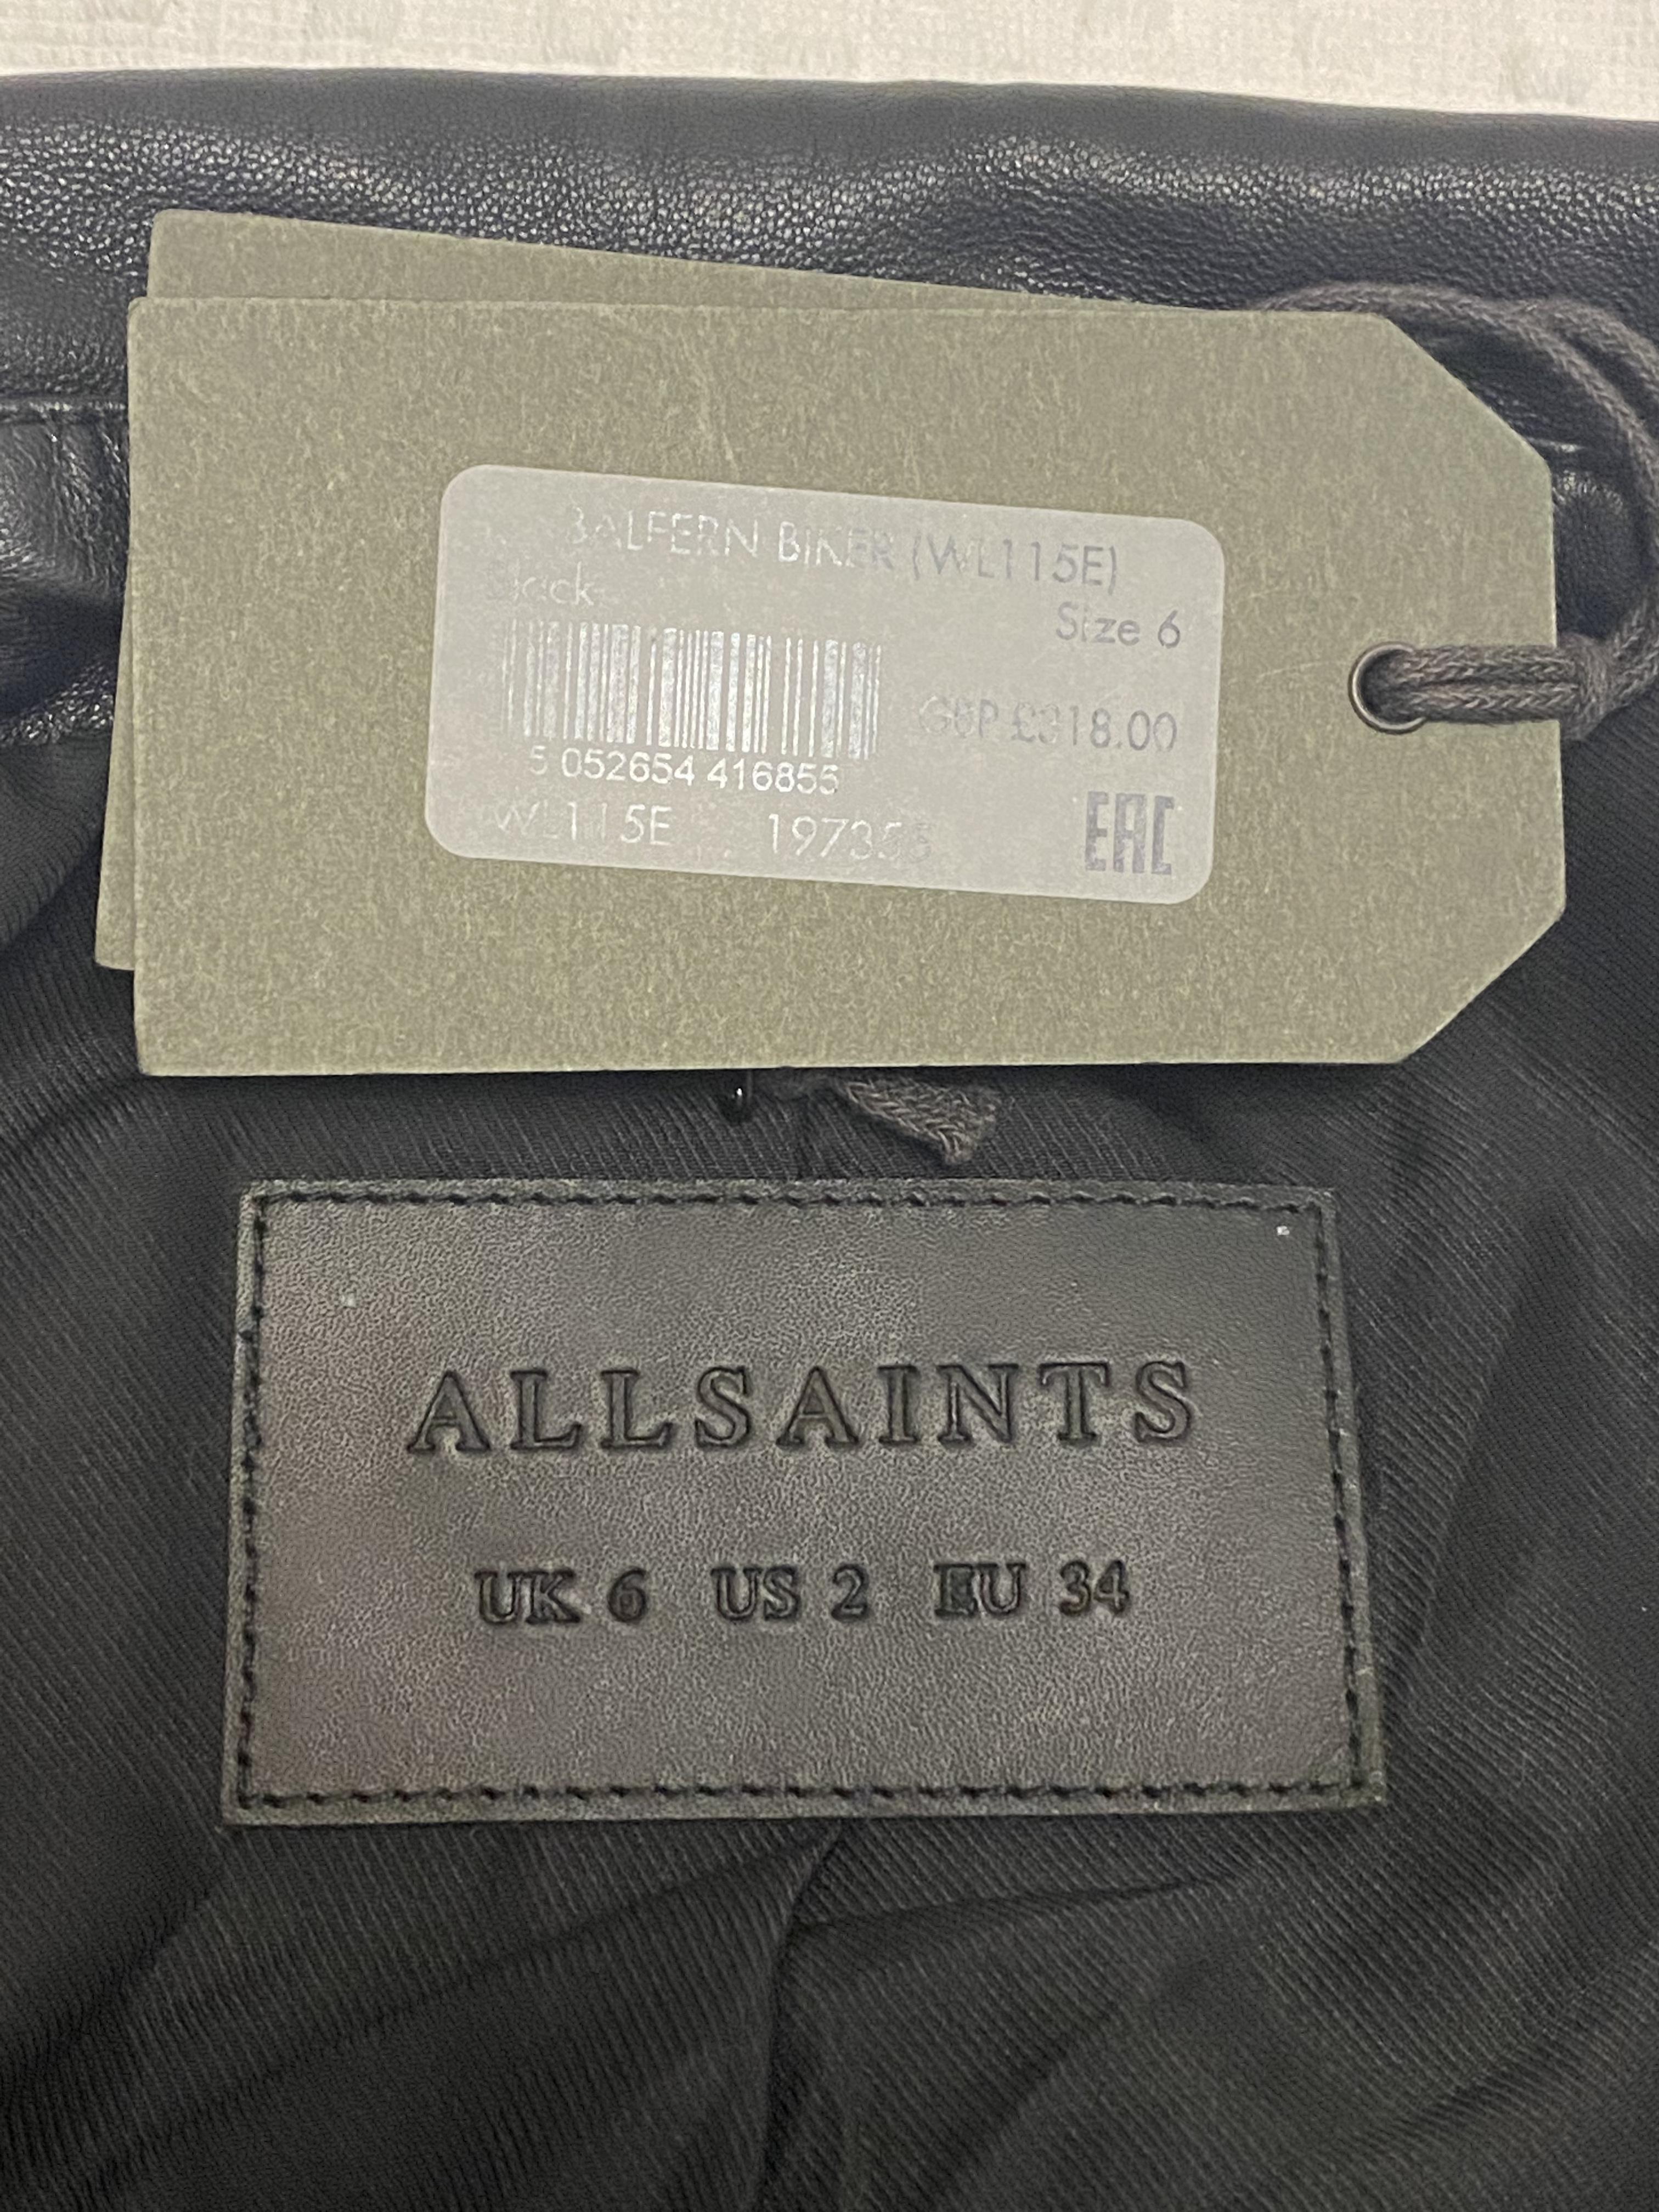 BALFERN BIKER (WL115E)
Black
Size 6
GBP £318.00
5 052654 416855
WL115E 197355
EAC
ALLSAINTS
UK 6 US 2 EU 34